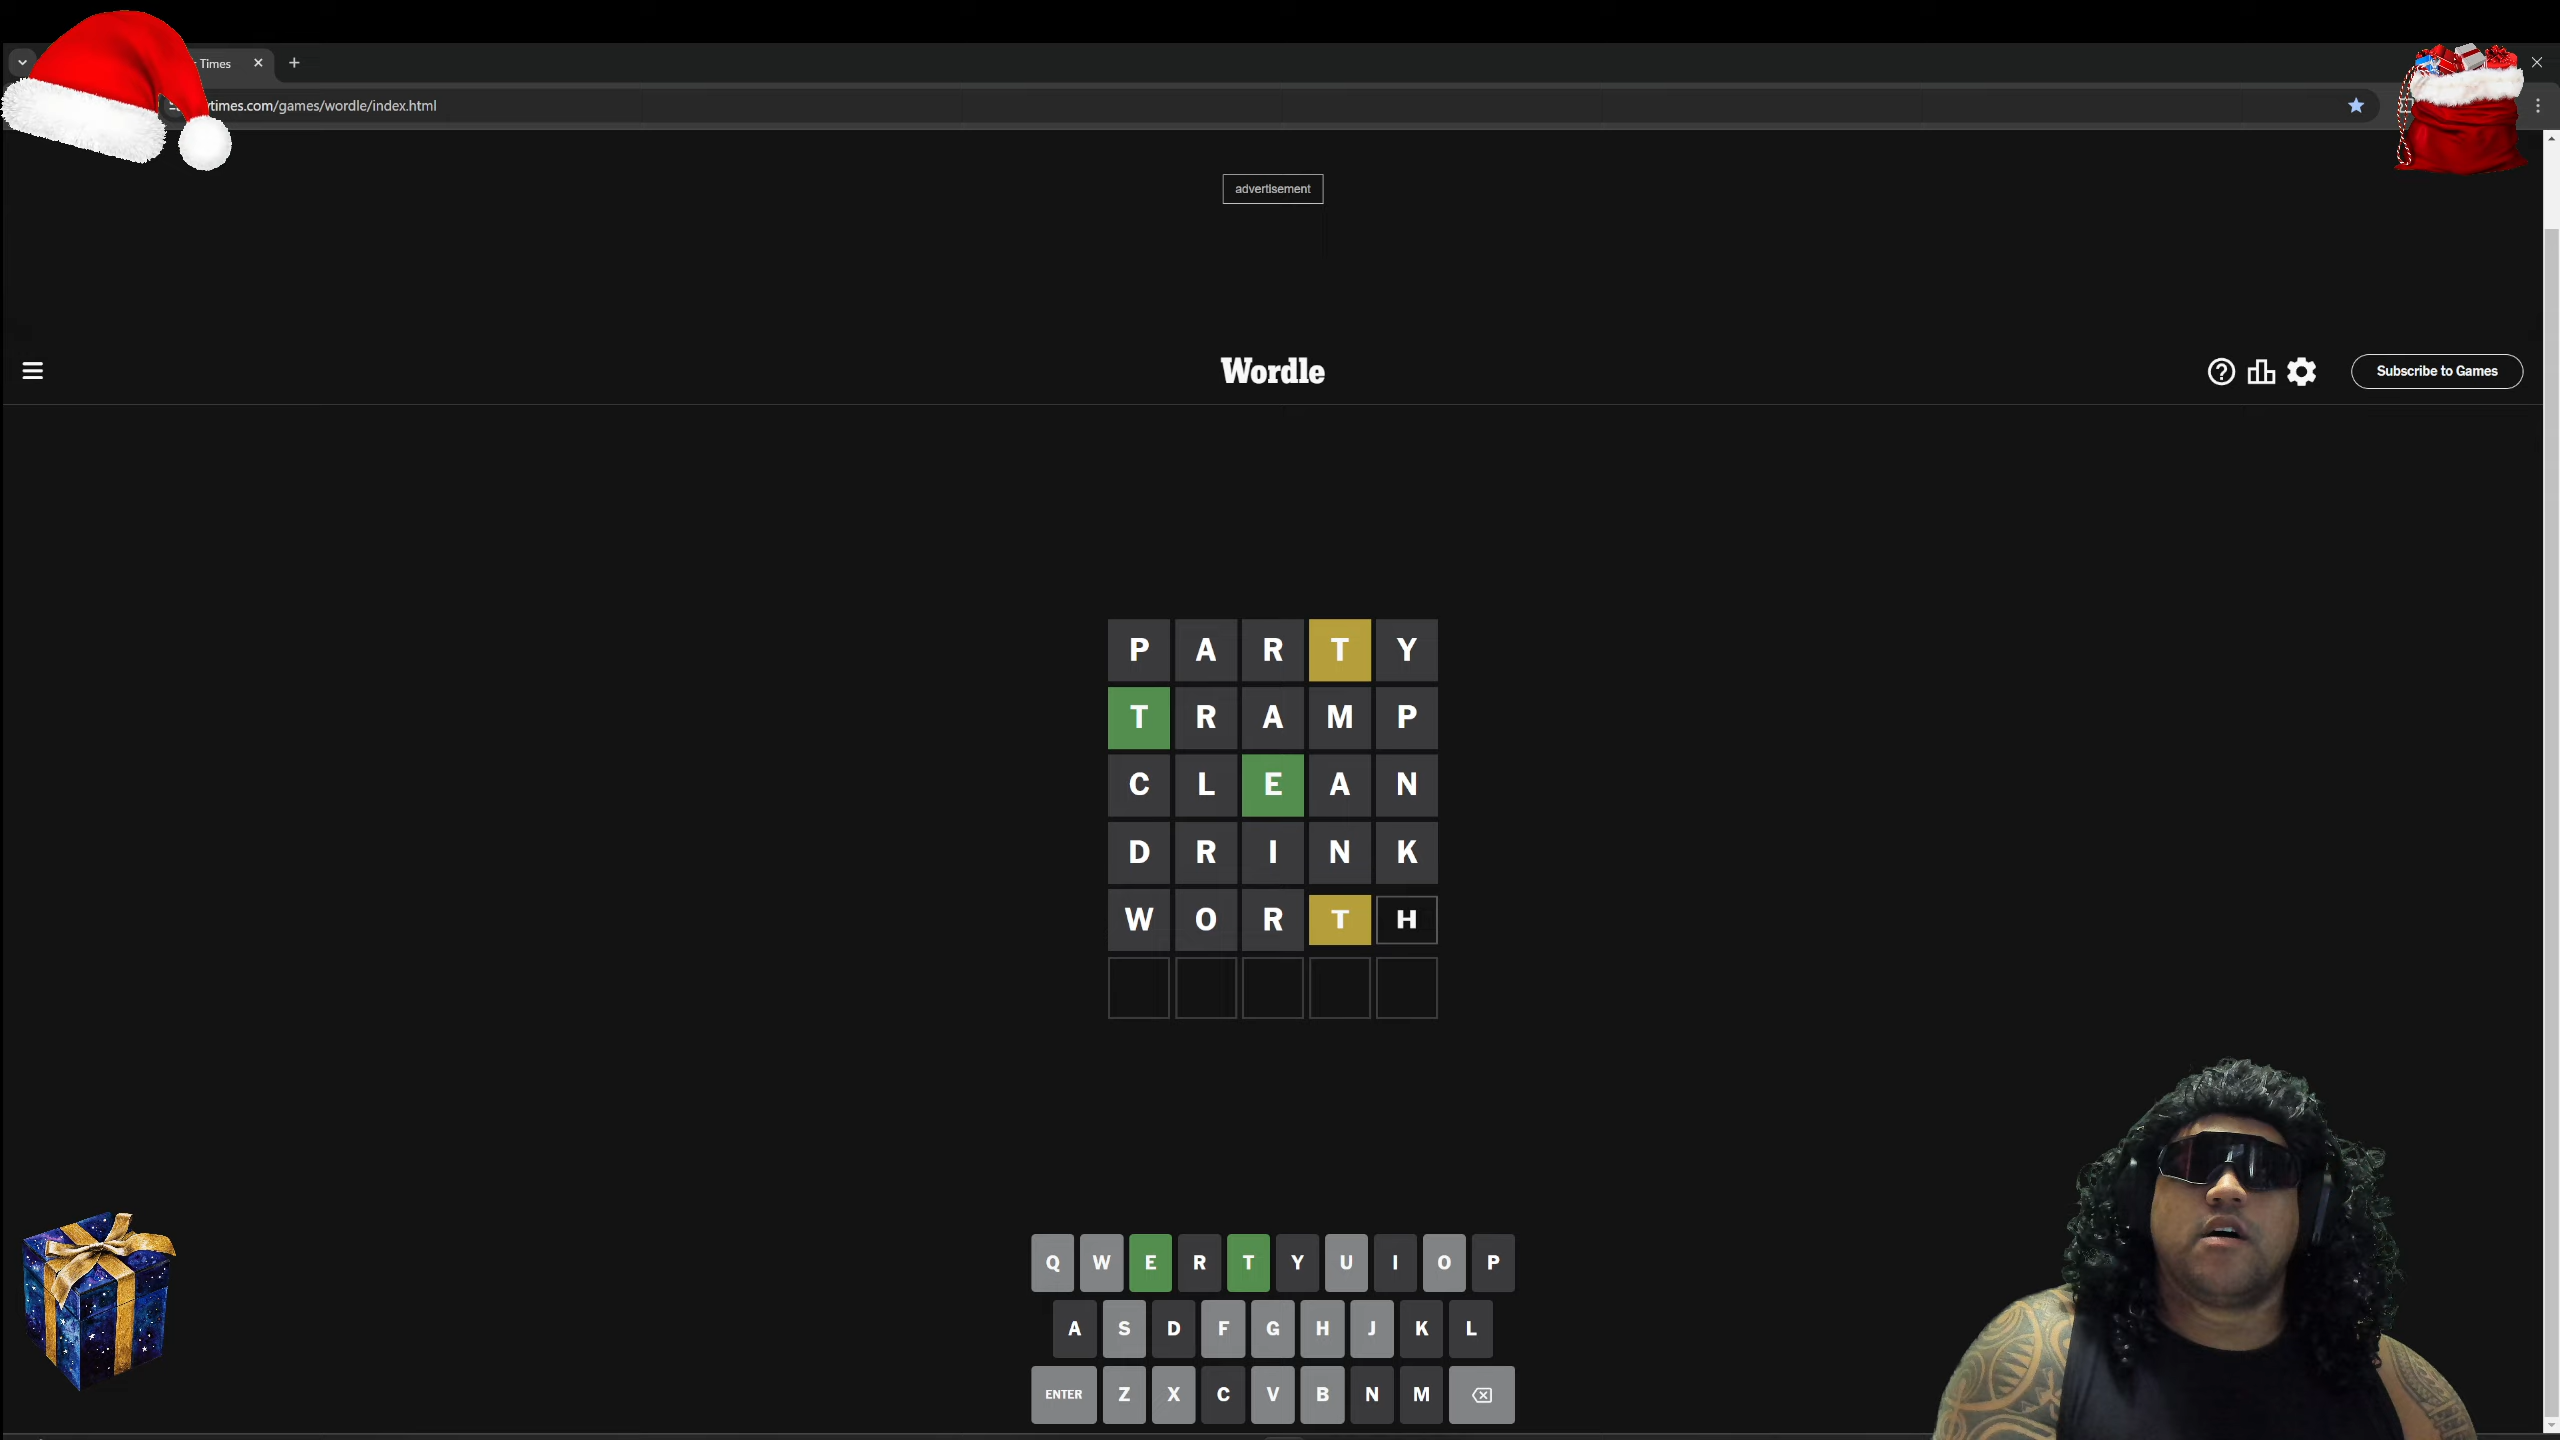 Times
times.com/games/wordle/index.html
advertisement
Wordle
Subscribe to Games
P A R T Y
T R A M P
C L E A N
D R I N K
W O R T H
Q W E R T Y U I O P
A S D F G H J K L
ENTER Z X C V B N M